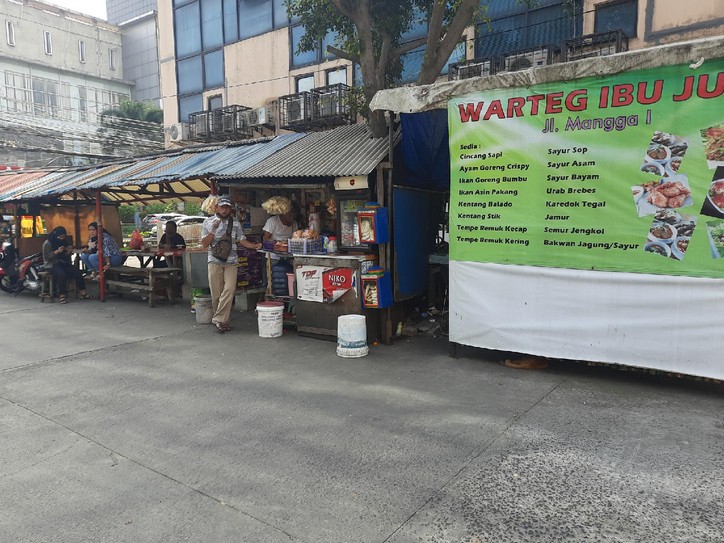 WARTEG IBU JU
Jl. Mangga I
Sedia :
Cincang Sapi
Ayam Goreng Crispy
Ikan Goreng Bumbu
Ikan Asin Pakang
Kentang Balado
Kentang Stik
Tempe Remuk Kecap
Tempe Remuk Kering
Sayur Sop
Sayur Asam
Sayur Bayam
Urab Brebes
Karedok Tegal
Jamur
Semur Jengkol
Bakwan Jagung/Sayur
TOP
NIKO